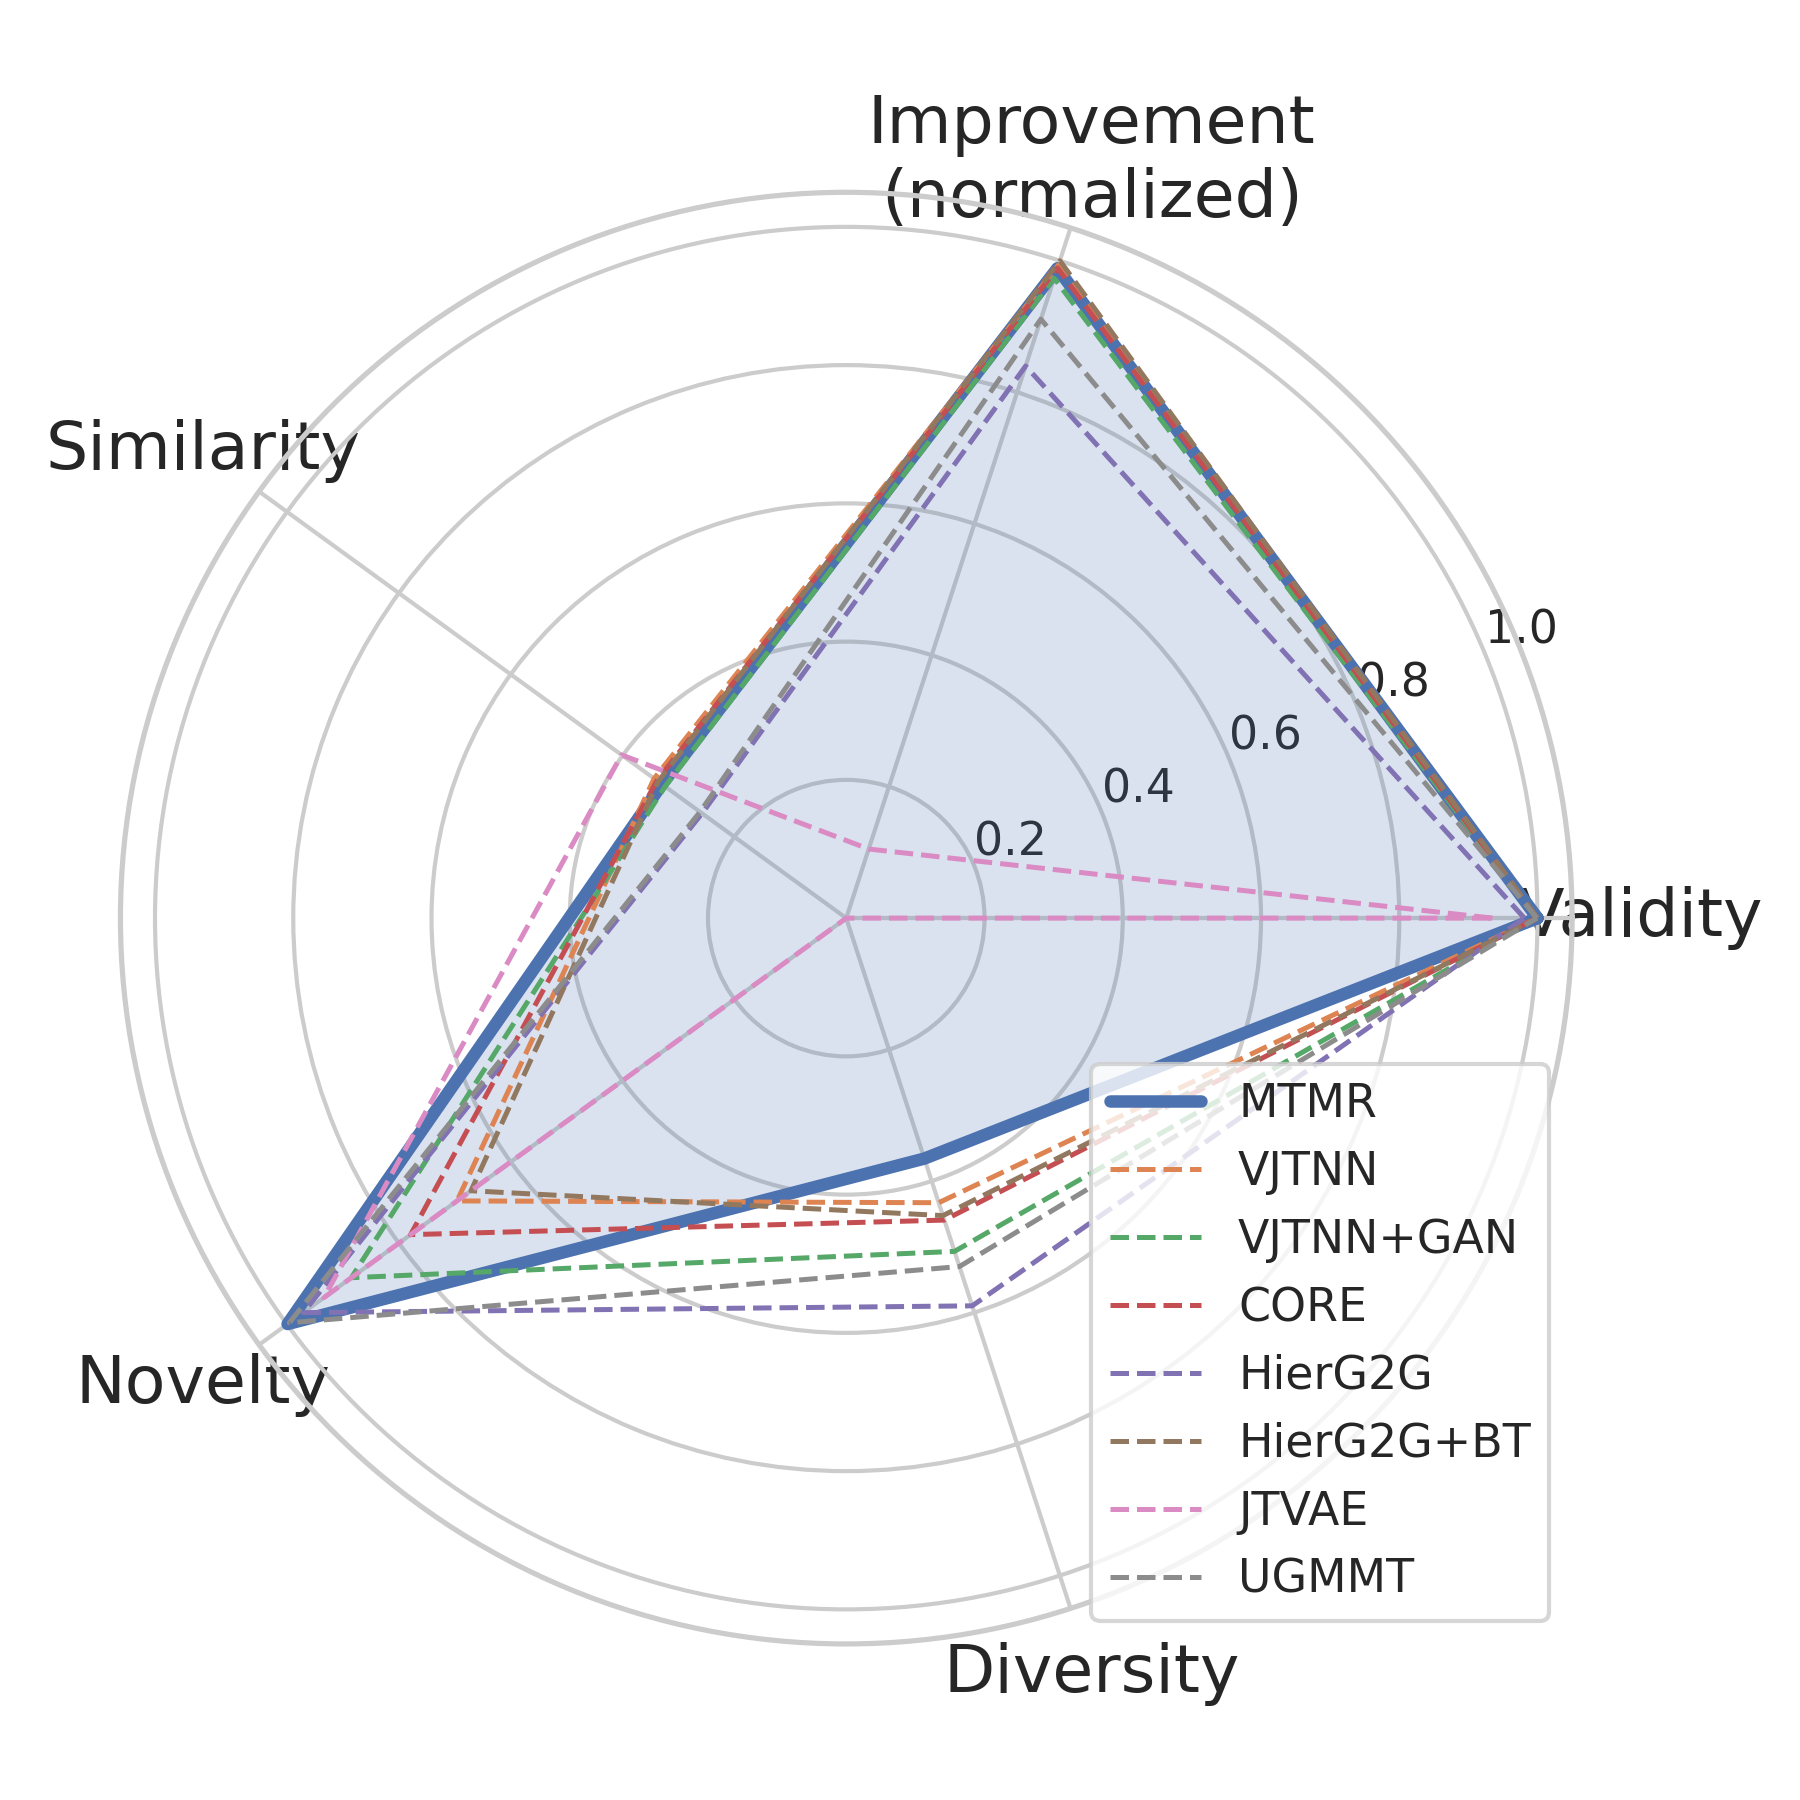 Improvement
(normalized)
Similarity
1.0
0.8
0.6
0.4
0.2
Validity
MTMR
VJTNN
VJTNN+GAN
CORE
HierG2G
HierG2G+BT
JTVAE
UGMMT
Novelty
Diversity